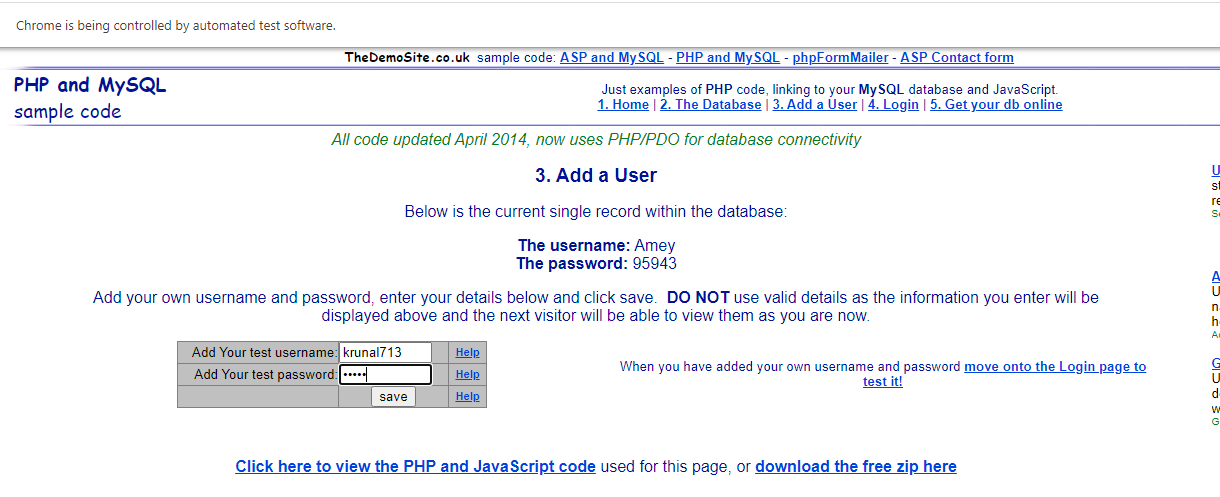 Chrome is being controlled by automated test software.
TheDemoSite.co.uk sample code: ASP and MySQL - PHP and MySQL - phpFormMailer - ASP Contact form
PHP and MySQL
sample code
Just examples of PHP code, linking to your MySQL database and JavaScript.
1. Home | 2. The Database | 3. Add a User | 4. Login | 5. Get your db online
All code updated April 2014, now uses PHP/PDO for database connectivity
3. Add a User
Below is the current single record within the database:
The username: Amey
The password: 95943
Add your own username and password, enter your details below and click save. DO NOT use valid details as the information you enter will be
displayed above and the next visitor will be able to view them as you are now.
Add Your test username: krunal713 Help
Add Your test password: ••••• Help
save Help
When you have added your own username and password move onto the Login page to
test it!
Click here to view the PHP and JavaScript code used for this page, or download the free zip here